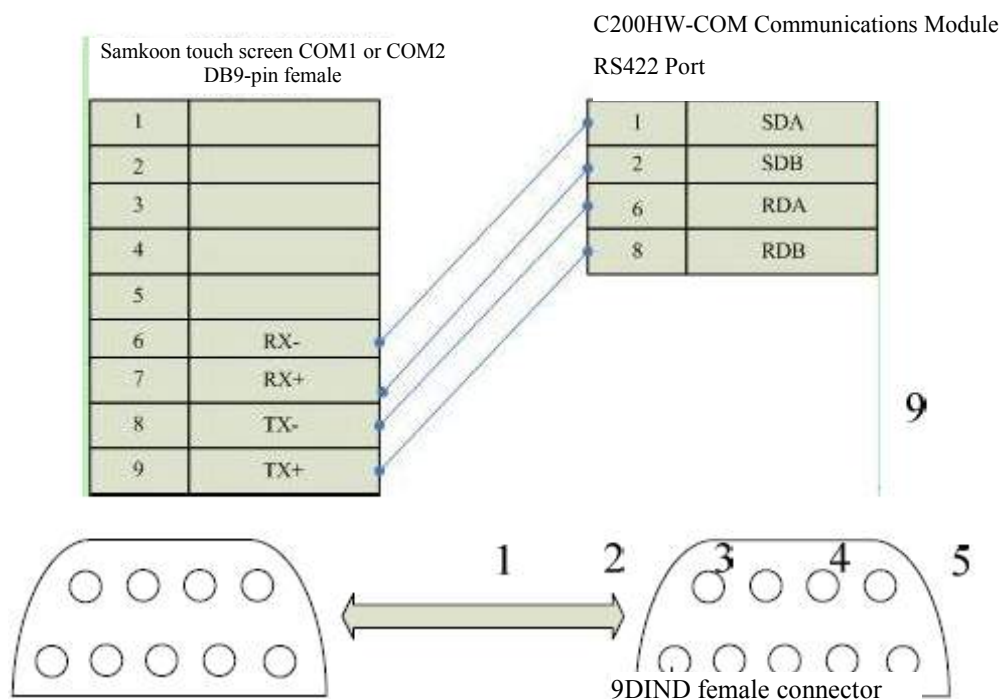 C200HW-COM Communications Module
RS422 Port
Samkoon touch screen COM1 or COM2
DB9-pin female
1
2
3
4
5
6 RX-
7 RX+
8 TX-
9 TX+
1 SDA
2 SDB
6 RDA
8 RDB
9
1 2 3 4 5
9DIND female connector